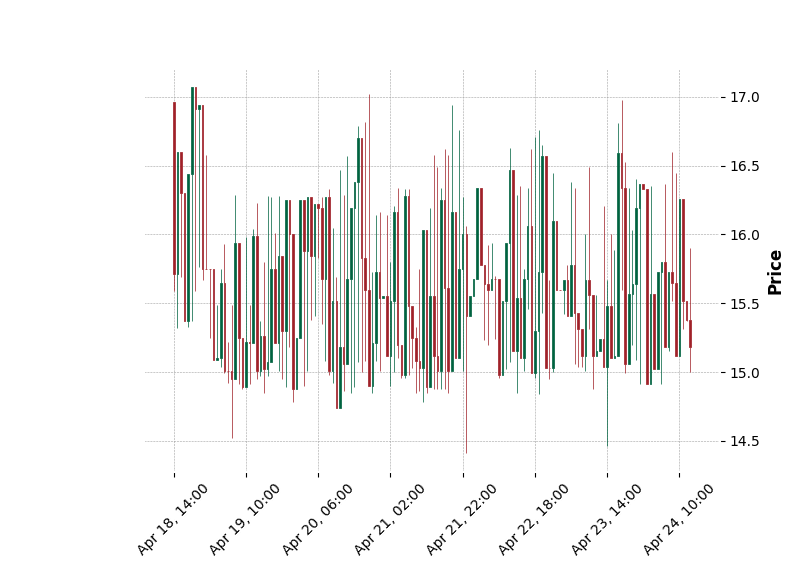 17.0
16.5
16.0
15.5
15.0
14.5
Price
Apr 18, 14:00
Apr 19, 10:00
Apr 20, 06:00
Apr 21, 02:00
Apr 21, 22:00
Apr 22, 18:00
Apr 23, 14:00
Apr 24, 10:00